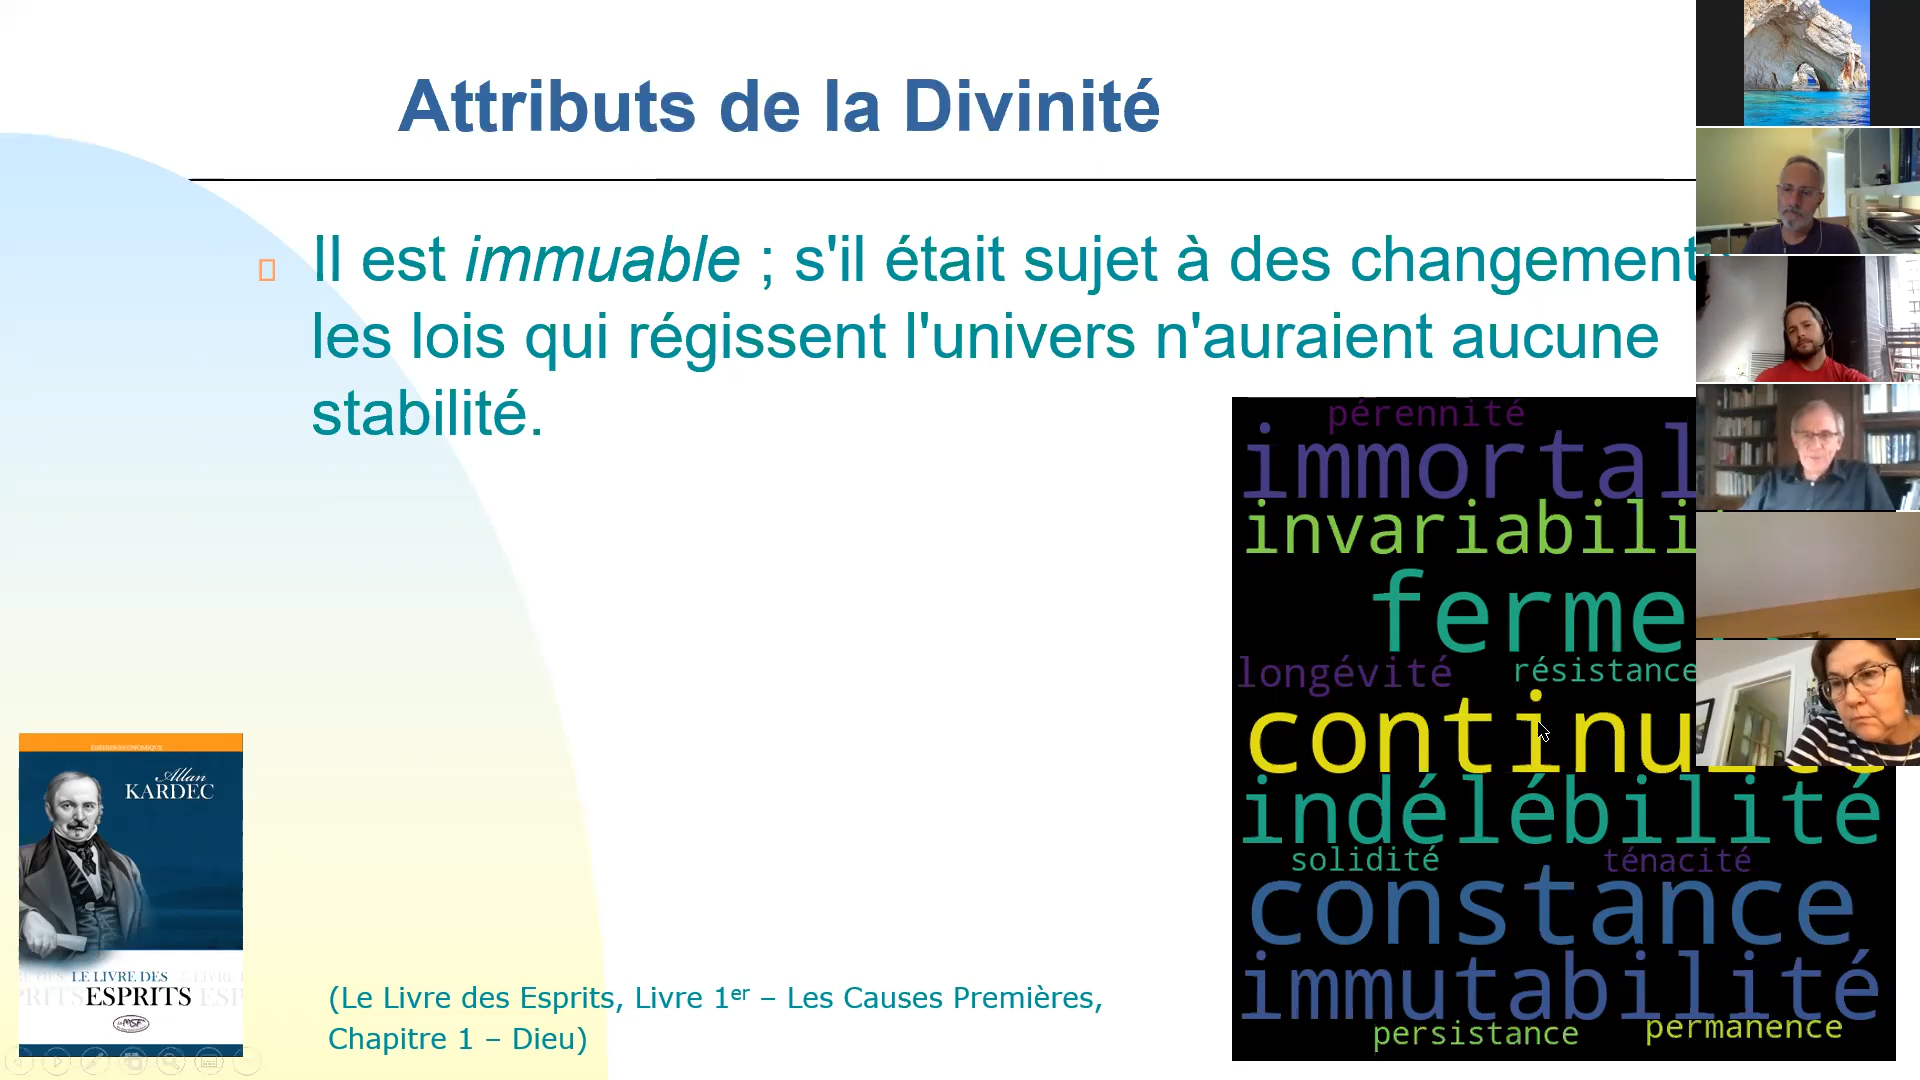 Attributs de la Divinité
Il est immuable ; s'il était sujet à des changement
les lois qui régissent l'univers n'auraient aucune
stabilité.
pérennité
immortal
invariabili
ferme
longévité résistance
continu
indélébilité
solidité ténacité
constance
immutabilité
persistance permanence
ÉDITION ÉCONOMIQUE
Allan
KARDEC
LE LIVRE DES
ESPRITS
(Le Livre des Esprits, Livre 1er – Les Causes Premières,
Chapitre 1 – Dieu)